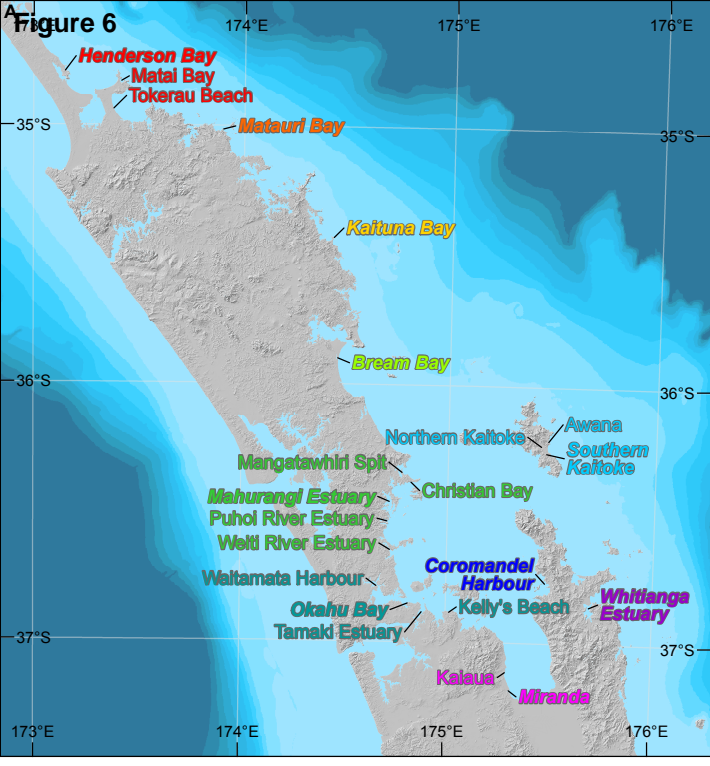 A
Figure 6
173°E
174°E
175°E
176°E
Henderson Bay
Matai Bay
Tokerau Beach
Matauri Bay
35°S
35°S
Kaituna Bay
Bream Bay
36°S
36°S
Awana
Northern Kaitoke
Southern
Kaitoke
Mangatawhiri Spit
Christian Bay
Mahurangi Estuary
Puhoi River Estuary
Weiti River Estuary
Coromandel
Harbour
Waitamata Harbour
Whitianga
Estuary
Okahu Bay
Kelly's Beach
Tamaki Estuary
37°S
37°S
Kaiaua
Miranda
173°E
174°E
175°E
176°E